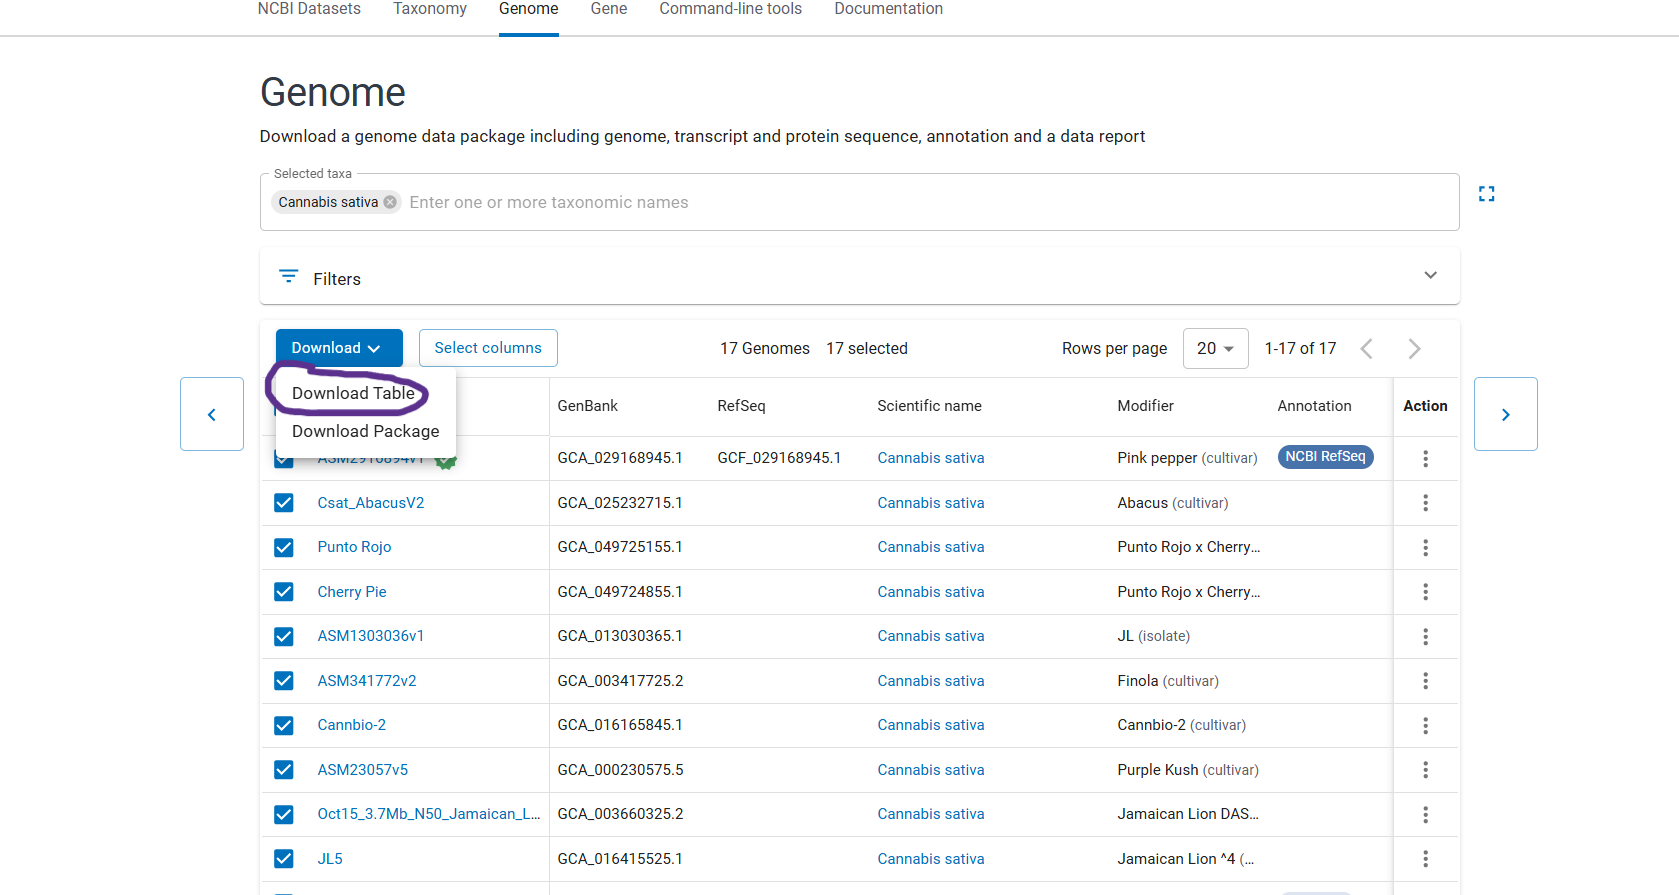 NCBI Datasets Taxonomy Genome Gene Command-line tools Documentation
Genome
Download a genome data package including genome, transcript and protein sequence, annotation and a data report
Selected taxa
Cannabis sativa Enter one or more taxonomic names
Filters
Download Select columns 17 Genomes 17 selected Rows per page 20 1-17 of 17
Download Table
Download Package
GenBank RefSeq Scientific name Modifier Annotation Action
ASM2916894v1 GCA_029168945.1 GCF_029168945.1 Cannabis sativa Pink pepper (cultivar) NCBI RefSeq
Csat_AbacusV2 GCA_025232715.1 Cannabis sativa Abacus (cultivar)
Punto Rojo GCA_049725155.1 Cannabis sativa Punto Rojo x Cherry...
Cherry Pie GCA_049724855.1 Cannabis sativa Punto Rojo x Cherry...
ASM1303036v1 GCA_013030365.1 Cannabis sativa JL (isolate)
ASM341772v2 GCA_003417725.2 Cannabis sativa Finola (cultivar)
Cannbio-2 GCA_016165845.1 Cannabis sativa Cannbio-2 (cultivar)
ASM23057v5 GCA_000230575.5 Cannabis sativa Purple Kush (cultivar)
Oct15_3.7Mb_N50_Jamaican_L... GCA_003660325.2 Cannabis sativa Jamaican Lion DAS...
JL5 GCA_016415525.1 Cannabis sativa Jamaican Lion ^4 (...